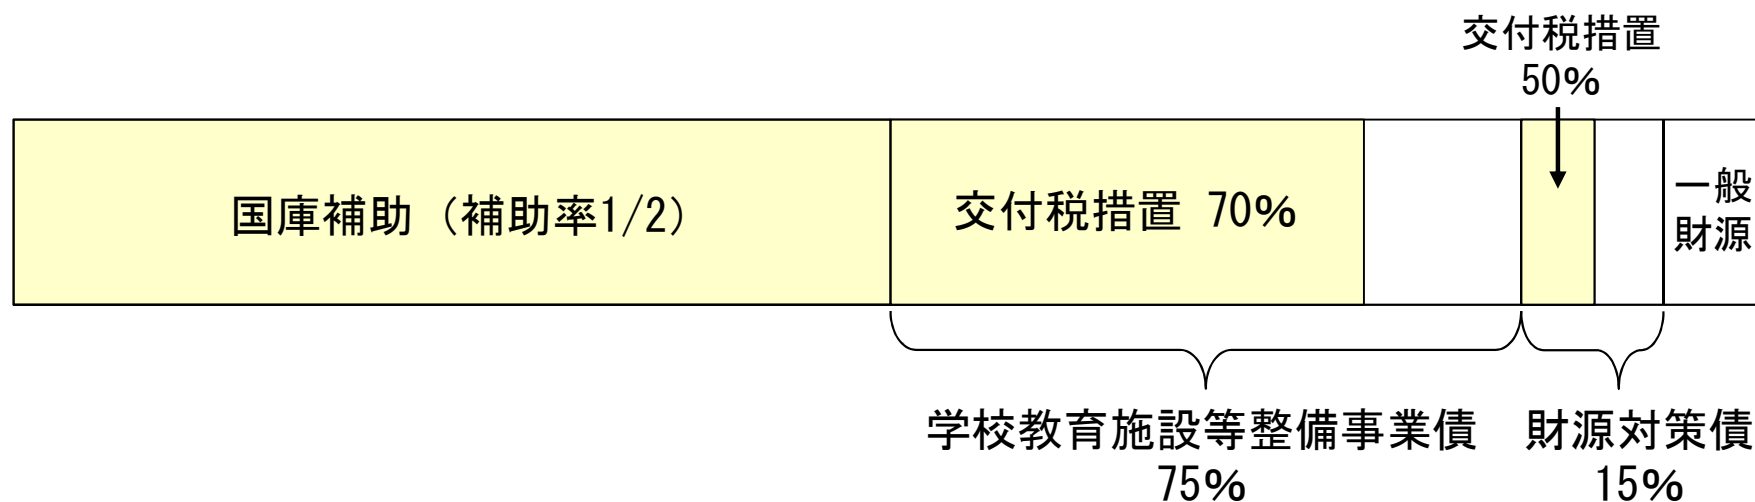 交付税措置
50%
国庫補助（補助率1/2）
交付税措置 70%
一般
財源
学校教育施設等整備事業債
75%
財源対策債
15%